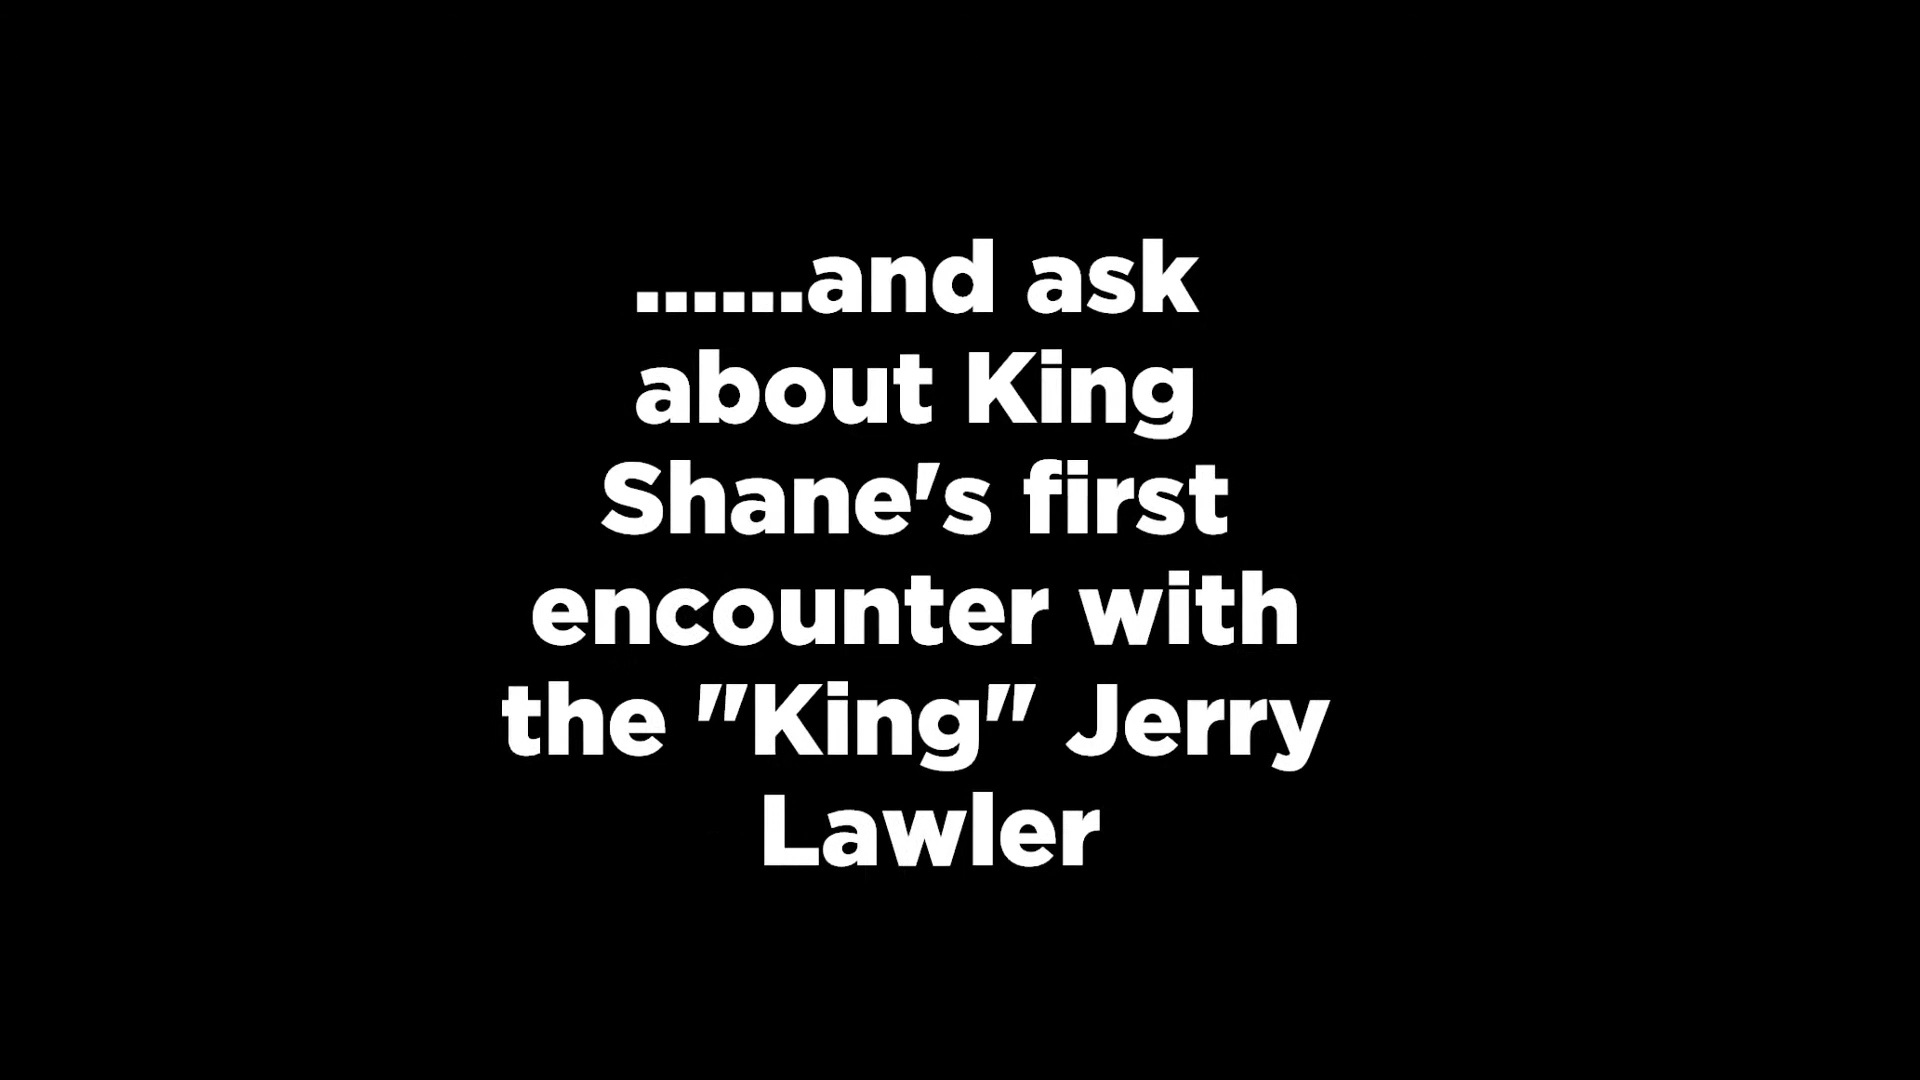 ......and ask
about King
Shane's first
encounter with
the "King" Jerry
Lawler